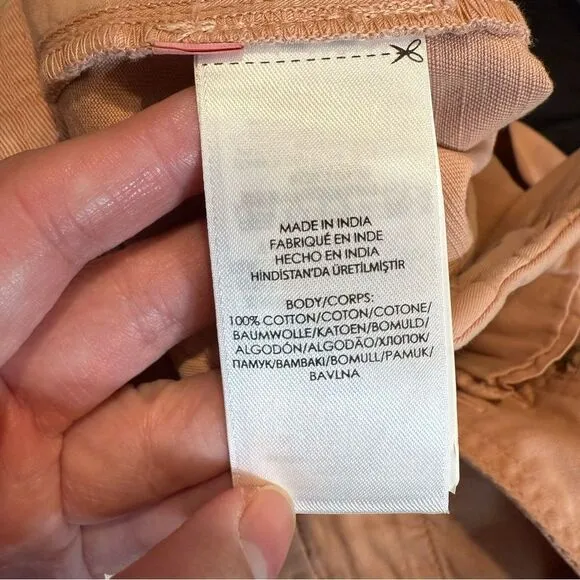 MADE IN INDIA
FABRIQUÉ EN INDE
HECHO EN INDIA
HİNDİSTAN'DA ÜRETİLMİŞTİR
BODY/CORPS:
100% COTTON/COTON/COTONE/
BAUMWOLLE/KATOEN/BOMULD/
ALGODÓN/ALGODÃO/ХЛОПОК/
ПАМУК/ΒΑΜΒΑΚΙ/BOMULL/PAMUK/
BAVLNA